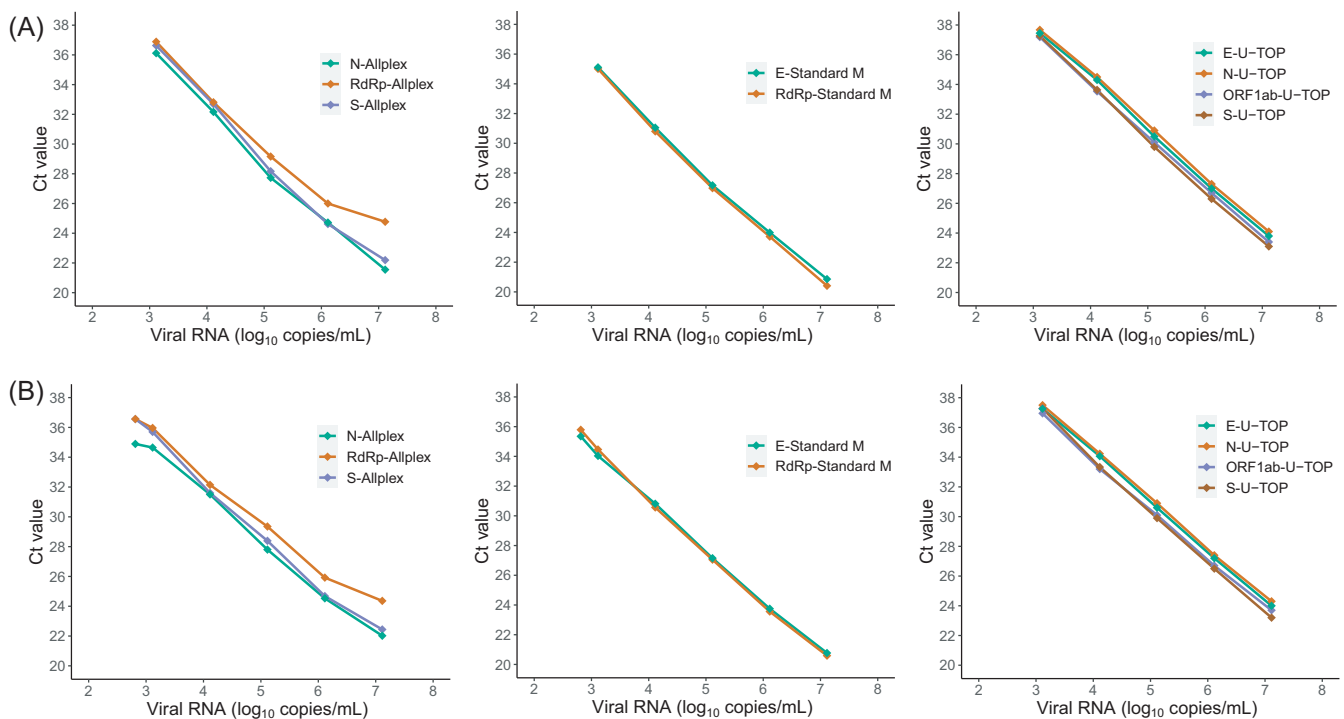 (A)
38
36
34
32
30
28
26
24
22
20
Ct value
N-Allplex
RdRp-Allplex
S-Allplex
2 3 4 5 6 7 8
Viral RNA (log10 copies/mL)
38
36
34
32
30
28
26
24
22
20
Ct value
E-Standard M
RdRp-Standard M
2 3 4 5 6 7 8
Viral RNA (log10 copies/mL)
38
36
34
32
30
28
26
24
22
20
Ct value
E-U-TOP
N-U-TOP
ORF1ab-U-TOP
S-U-TOP
2 3 4 5 6 7 8
Viral RNA (log10 copies/mL)
(B)
38
36
34
32
30
28
26
24
22
20
Ct value
N-Allplex
RdRp-Allplex
S-Allplex
2 3 4 5 6 7 8
Viral RNA (log10 copies/mL)
38
36
34
32
30
28
26
24
22
20
Ct value
E-Standard M
RdRp-Standard M
2 3 4 5 6 7 8
Viral RNA (log10 copies/mL)
38
36
34
32
30
28
26
24
22
20
Ct value
E-U-TOP
N-U-TOP
ORF1ab-U-TOP
S-U-TOP
2 3 4 5 6 7 8
Viral RNA (log10 copies/mL)